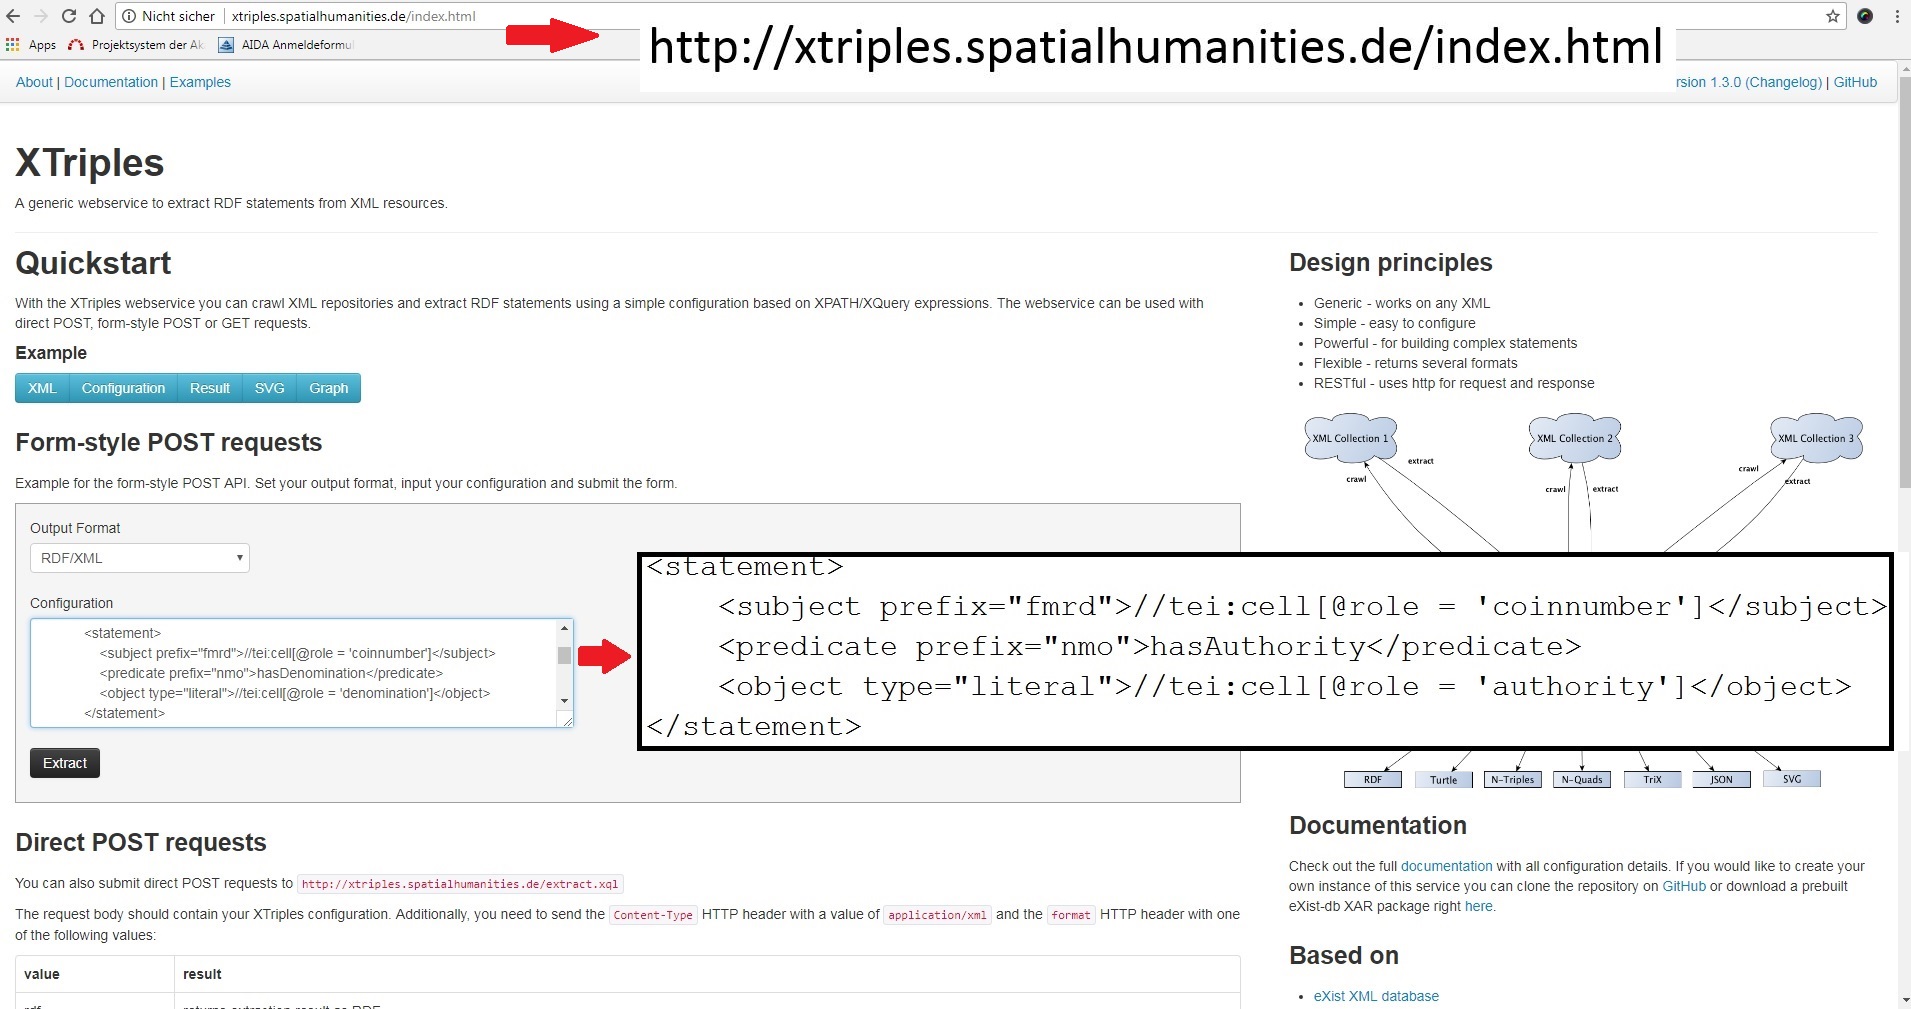 Nicht sicher
xtriples.spatialhumanities.de/index.html
Apps
Projektsystem der Ak
AIDA Anmeldeformul
http://xtriples.spatialhumanities.de/index.html
About | Documentation | Examples
rsion 1.3.0 (Changelog) | GitHub
XTriples
A generic webservice to extract RDF statements from XML resources.
Quickstart
With the XTriples webservice you can crawl XML repositories and extract RDF statements using a simple configuration based on XPATH/XQuery expressions. The webservice can be used with
direct POST, form-style POST or GET requests.
Example
XML Configuration Result SVG Graph
Form-style POST requests
Example for the form-style POST API. Set your output format, input your configuration and submit the form.
Output Format
RDF/XML
Configuration
<statement>
<subject prefix="fmrd">//tei:cell[@role = 'coinnumber']</subject>
<predicate prefix="nmo">hasDenomination</predicate>
<object type="literal">//tei:cell[@role = 'denomination']</object>
</statement>
Extract
<statement>
<subject prefix="fmrd">//tei:cell[@role = 'coinnumber']</subject>
<predicate prefix="nmo">hasAuthority</predicate>
<object type="literal">//tei:cell[@role = 'authority']</object>
</statement>
Direct POST requests
You can also submit direct POST requests to http://xtriples.spatialhumanities.de/extract.xql
The request body should contain your XTriples configuration. Additionally, you need to send the Content-Type HTTP header with a value of application/xml and the format HTTP header with one
of the following values:
value result
rdf returns extraction result as RDF
Design principles
• Generic - works on any XML
• Simple - easy to configure
• Powerful - for building complex statements
• Flexible - returns several formats
• RESTful - uses http for request and response
XML Collection 1 XML Collection 2 XML Collection 3
extract
crawl
crawl extract
crawl
extract
RDF Turtle N-Triples N-Quads TriX JSON SVG
Documentation
Check out the full documentation with all configuration details. If you would like to create your
own instance of this service you can clone the repository on GitHub or download a prebuilt
eXist-db XAR package right here.
Based on
• eXist XML database